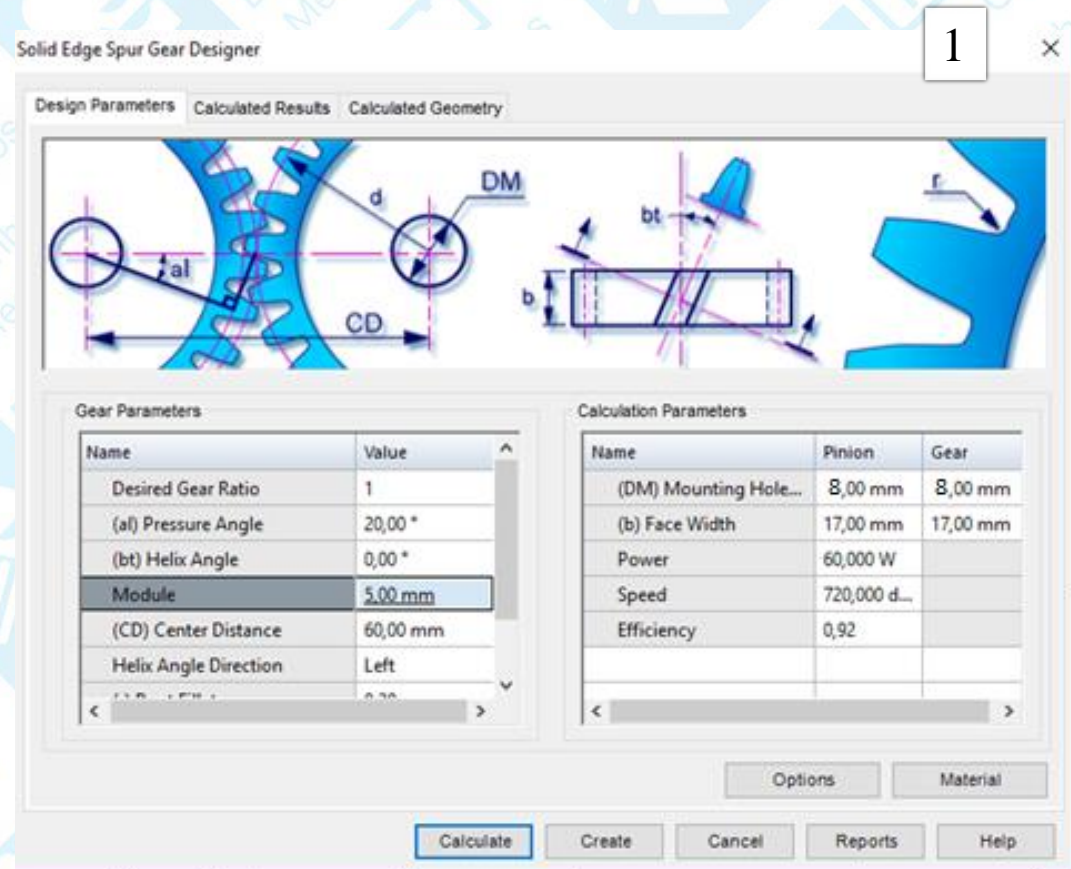 1
Solid Edge Spur Gear Designer
Design Parameters Calculated Results Calculated Geometry
DM
d
al
CD
bt
b
r
Gear Parameters
Name Value
Desired Gear Ratio 1
(al) Pressure Angle 20,00 °
(bt) Helix Angle 0,00 °
Module 5,00 mm
(CD) Center Distance 60,00 mm
Helix Angle Direction Left
Calculation Parameters
Name Pinion Gear
(DM) Mounting Hole... 8,00 mm 8,00 mm
(b) Face Width 17,00 mm 17,00 mm
Power 60,000 W
Speed 720,000 d...
Efficiency 0,92
Options Material
Calculate Create Cancel Reports Help